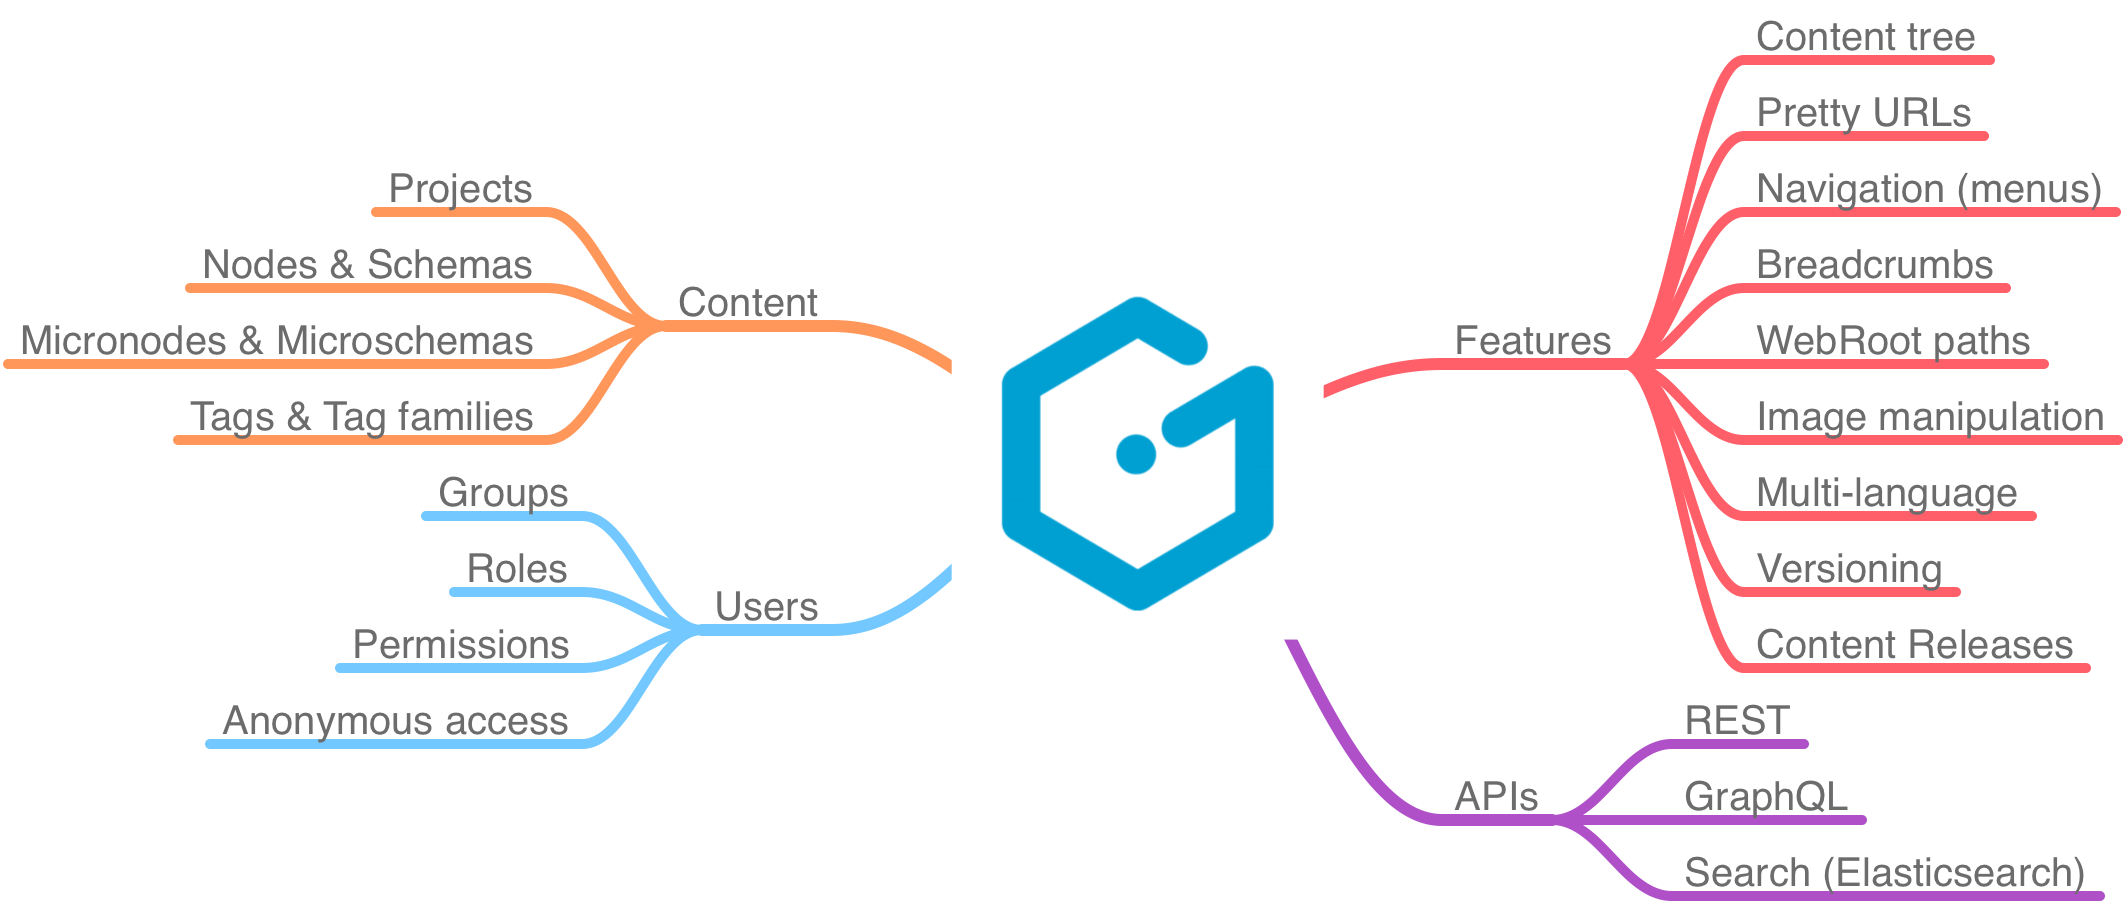 Projects
Nodes & Schemas
Content
Micronodes & Microschemas
Tags & Tag families
Groups
Roles
Users
Permissions
Anonymous access
Content tree
Pretty URLs
Navigation (menus)
Breadcrumbs
Features
WebRoot paths
Image manipulation
Multi-language
Versioning
Content Releases
REST
APIs
GraphQL
Search (Elasticsearch)